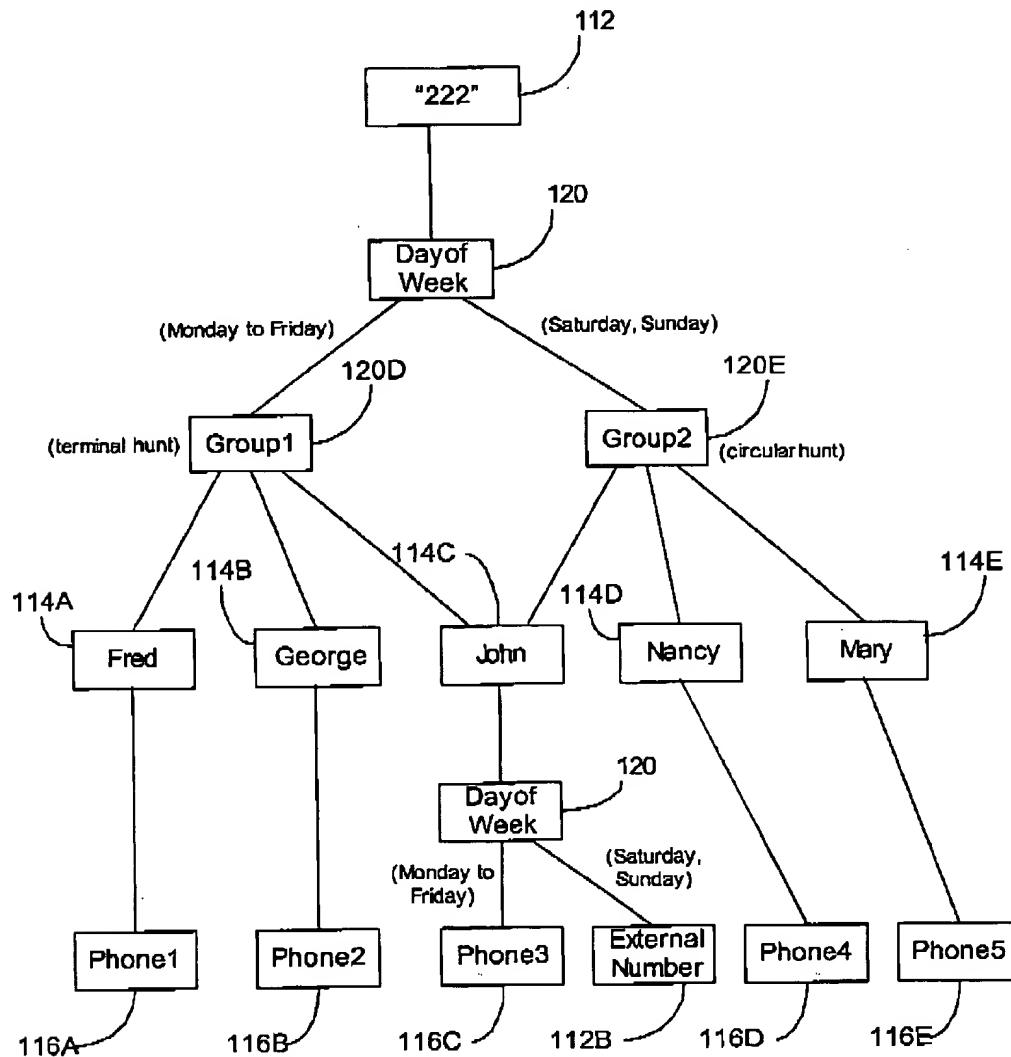 112
"222"
120
Dayof
Week
(Monday to Friday)
(Saturday, Sunday)
120D
120E
(terminal hunt)
Group1
Group2
(circularhunt)
114A
114B
114C
114D
114E
Fred
George
John
Nancy
Mary
120
Dayof
Week
(Monday to
Friday)
(Saturday,
Sunday)
Phone1
Phone2
Phone3
External
Number
Phone4
Phone5
116A
116B
116C
112B
116D
116E